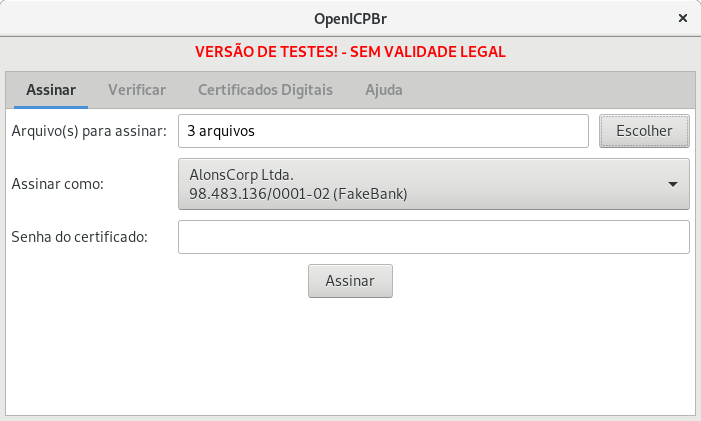 OpenICPBr
VERSÃO DE TESTES! - SEM VALIDADE LEGAL
Assinar Verificar Certificados Digitais Ajuda
Arquivo(s) para assinar: 3 arquivos Escolher
Assinar como: AlonsCorp Ltda.
98.483.136/0001-02 (FakeBank)
Senha do certificado:
Assinar